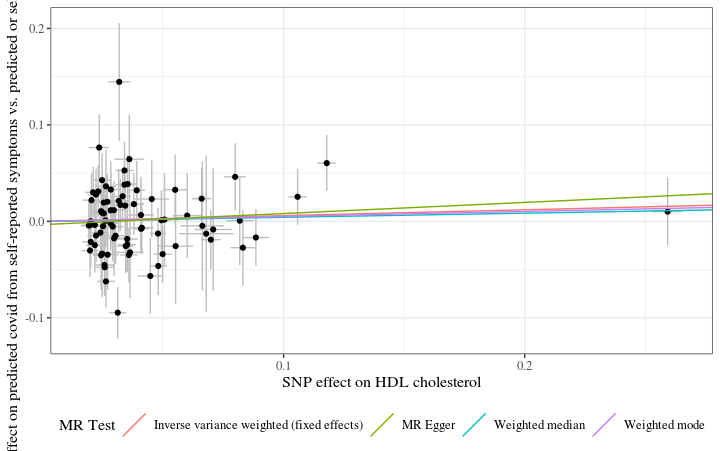 ffect on predicted covid from self-reported symptoms vs. predicted or se
0.2
0.1
0.0
-0.1
0.1
0.2
SNP effect on HDL cholesterol
MR Test
Inverse variance weighted (fixed effects)
MR Egger
Weighted median
Weighted mode